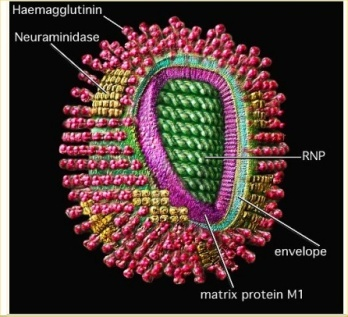 Haemagglutinin
Neuraminidase
RNP
envelope
matrix protein M1